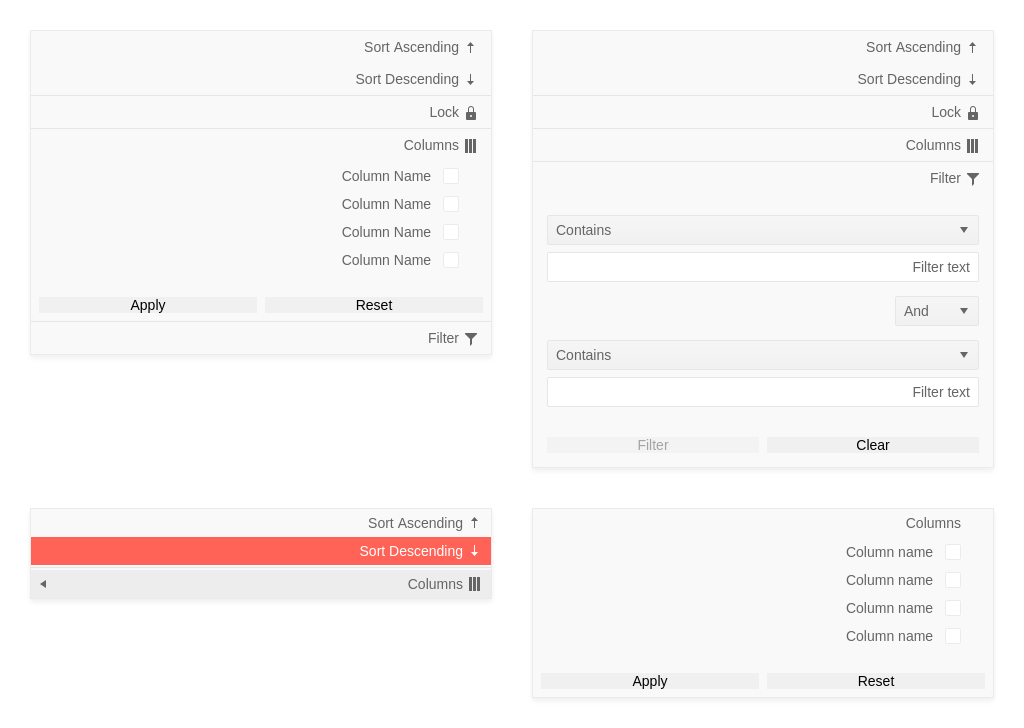 Sort Ascending
Sort Descending
Lock
Columns
Column Name
Column Name
Column Name
Column Name
Apply Reset
Filter
Sort Ascending
Sort Descending
Lock
Columns
Filter
Contains
Filter text
And
Contains
Filter text
Filter Clear
Sort Ascending
Sort Descending
Columns
Columns
Column name
Column name
Column name
Column name
Apply Reset